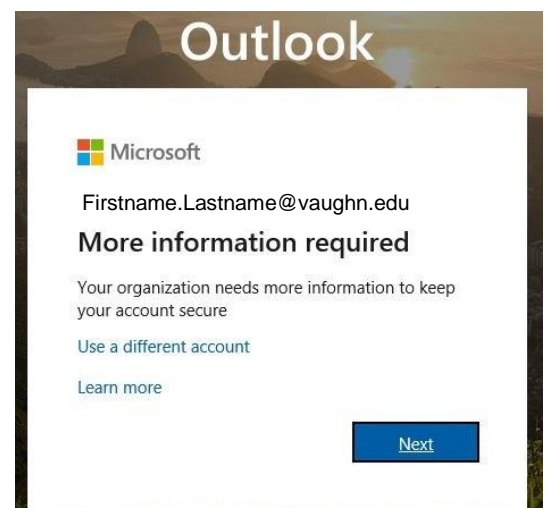 Outlook
Microsoft
Firstname.Lastname@vaughn.edu
More information required
Your organization needs more information to keep
your account secure
Use a different account
Learn more
Next